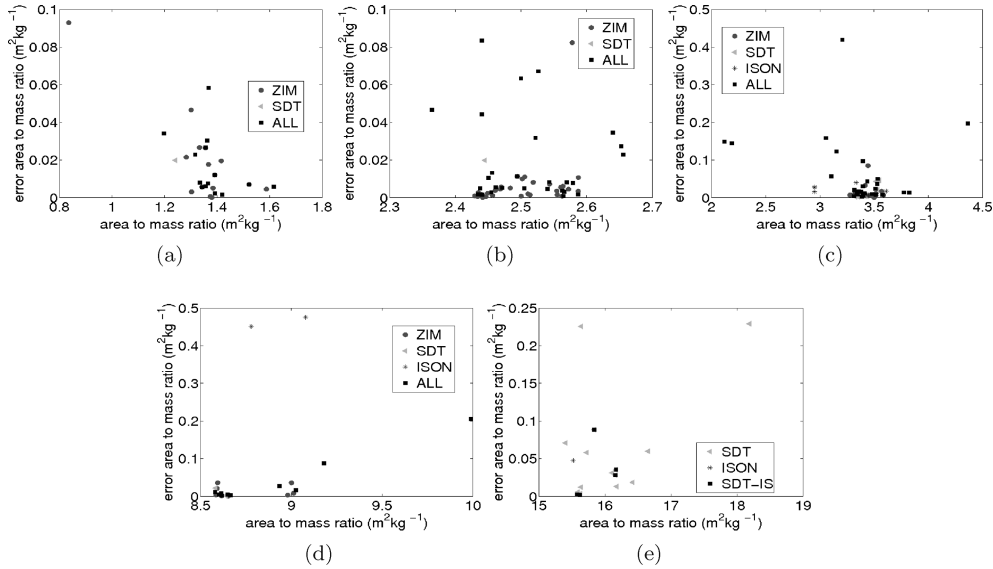 0.1
0.08
0.06
0.04
0.02
0
0.8 1 1.2 1.4 1.6 1.8
error area to mass ratio (m²kg⁻¹)
area to mass ratio (m²kg⁻¹)
ZIM
SDT
ALL
(a)
0.1
0.08
0.06
0.04
0.02
0
2.3 2.4 2.5 2.6 2.7
error area to mass ratio (m²kg⁻¹)
area to mass ratio (m²kg⁻¹)
ZIM
SDT
ALL
(b)
0.5
0.4
0.3
0.2
0.1
0
2 2.5 3 3.5 4 4.5
error area to mass ratio (m²kg⁻¹)
area to mass ratio (m²kg⁻¹)
ZIM
SDT
ISON
ALL
(c)
0.5
0.4
0.3
0.2
0.1
0
8.5 9 9.5 10
error area to mass ratio (m²kg⁻¹)
area to mass ratio (m²kg⁻¹)
ZIM
SDT
ISON
ALL
(d)
0.25
0.2
0.15
0.1
0.05
0
15 16 17 18 19
error area to mass ratio (m²kg⁻¹)
area to mass ratio (m²kg⁻¹)
SDT
ISON
SDT-IS
(e)